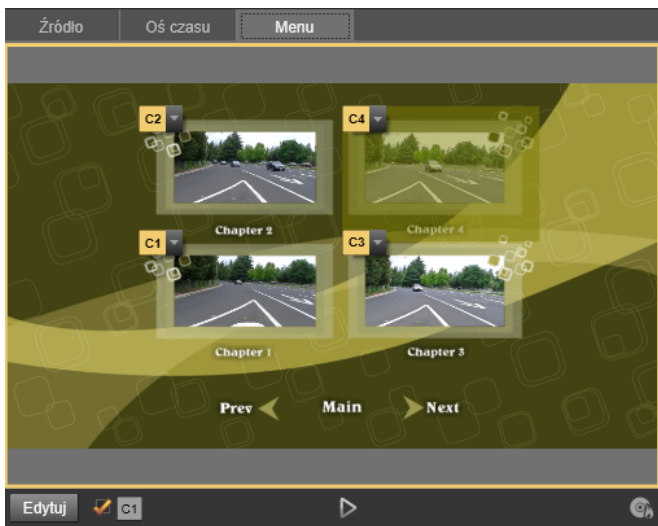 Źródło Oś czasu Menu
C2 C4
Chapter 2 Chapter 4
C1 C3
Chapter 1 Chapter 3
Prev Main Next
Edytuj C1